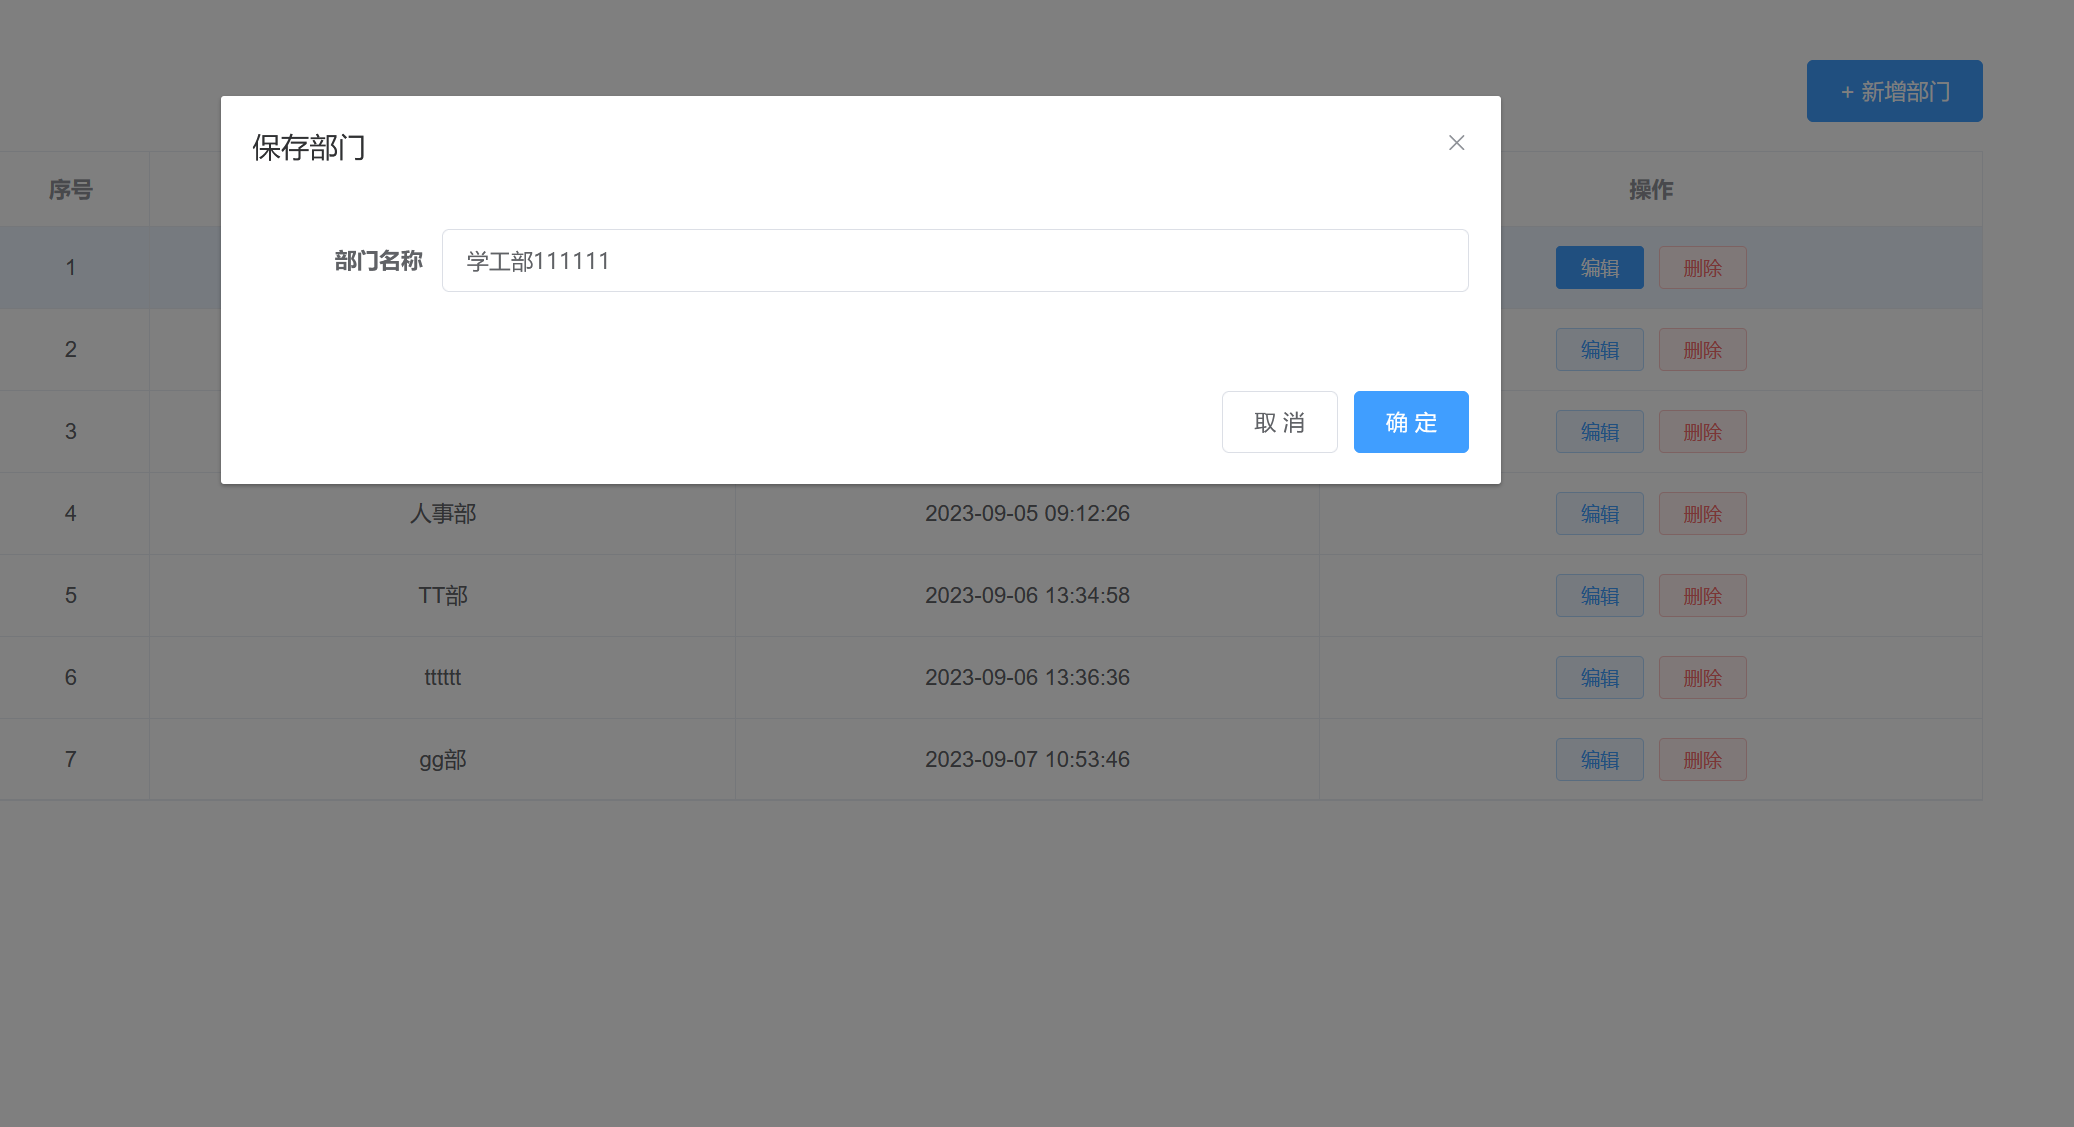 + 新增部门
保存部门
序号 操作
部门名称 学工部111111
1 编辑 删除
2 编辑 删除
取 消 确 定
3 编辑 删除
4 人事部 2023-09-05 09:12:26 编辑 删除
5 TT部 2023-09-06 13:34:58 编辑 删除
6 tttttt 2023-09-06 13:36:36 编辑 删除
7 gg部 2023-09-07 10:53:46 编辑 删除